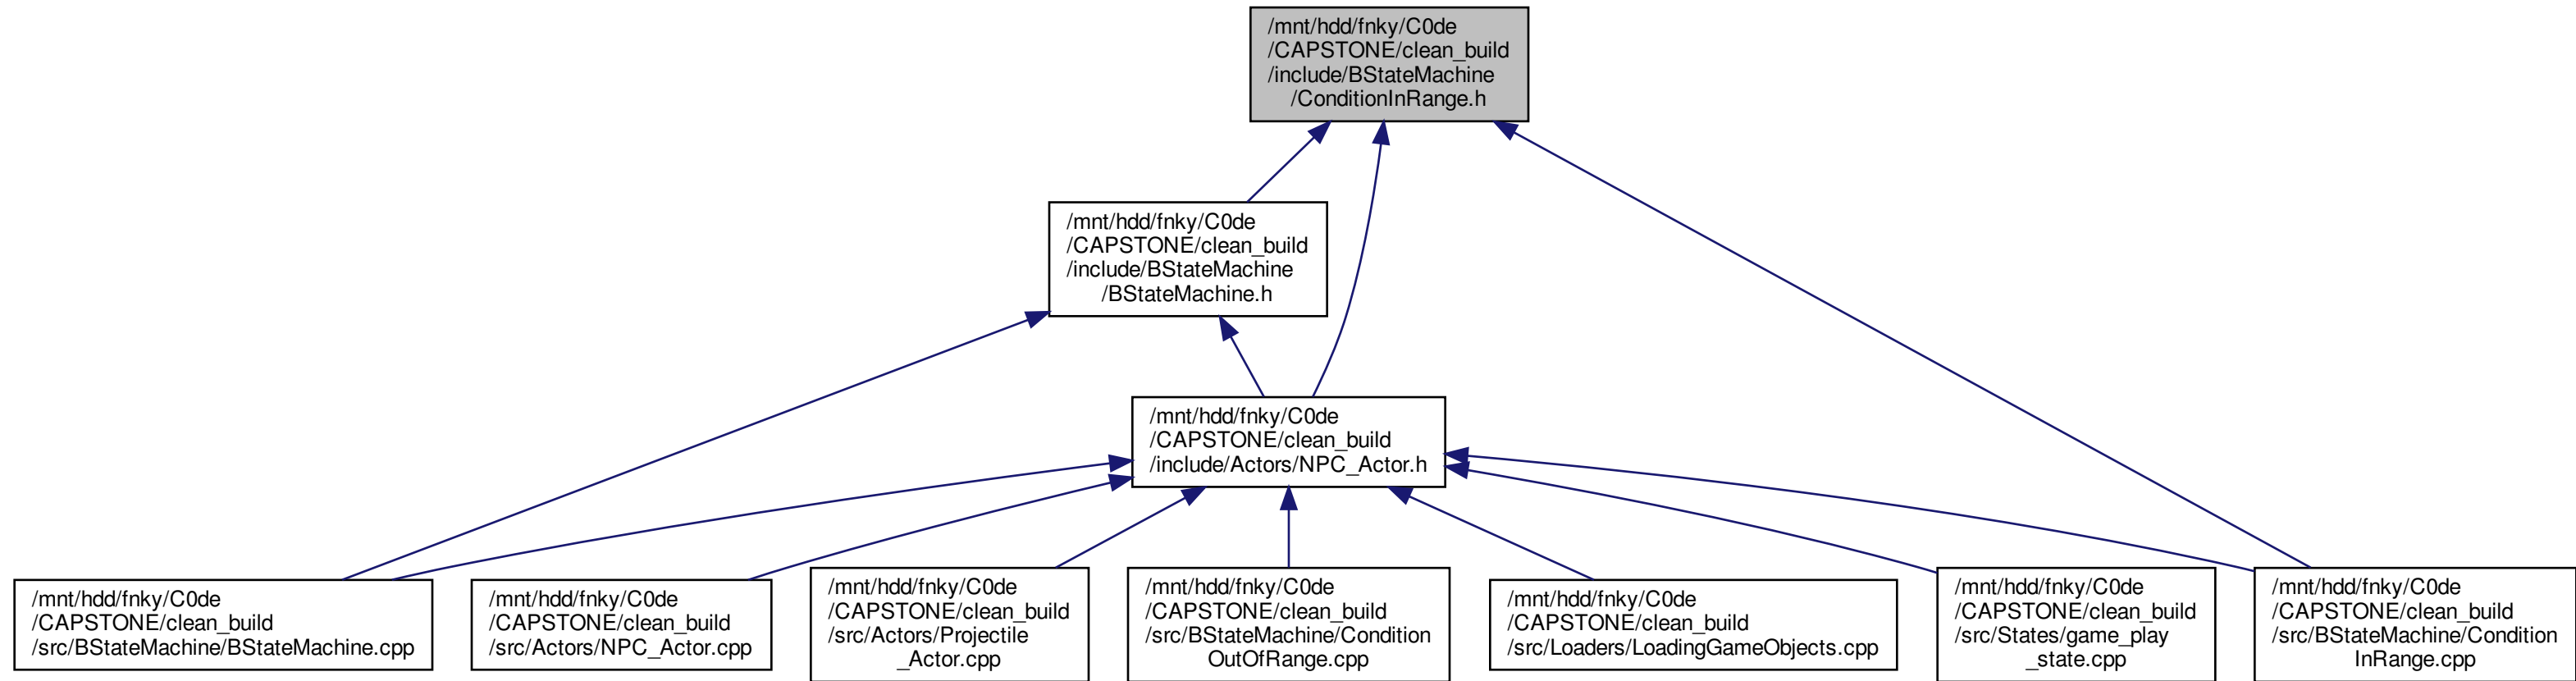 /mnt/hdd/fnky/C0de
/CAPSTONE/clean_build
/include/BStateMachine
/ConditionInRange.h
/mnt/hdd/fnky/C0de
/CAPSTONE/clean_build
/include/BStateMachine
/BStateMachine.h
/mnt/hdd/fnky/C0de
/CAPSTONE/clean_build
/include/Actors/NPC_Actor.h
/mnt/hdd/fnky/C0de
/CAPSTONE/clean_build
/src/BStateMachine/BStateMachine.cpp
/mnt/hdd/fnky/C0de
/CAPSTONE/clean_build
/src/Actors/NPC_Actor.cpp
/mnt/hdd/fnky/C0de
/CAPSTONE/clean_build
/src/Actors/Projectile
_Actor.cpp
/mnt/hdd/fnky/C0de
/CAPSTONE/clean_build
/src/BStateMachine/Condition
OutOfRange.cpp
/mnt/hdd/fnky/C0de
/CAPSTONE/clean_build
/src/Loaders/LoadingGameObjects.cpp
/mnt/hdd/fnky/C0de
/CAPSTONE/clean_build
/src/States/game_play
_state.cpp
/mnt/hdd/fnky/C0de
/CAPSTONE/clean_build
/src/BStateMachine/Condition
InRange.cpp